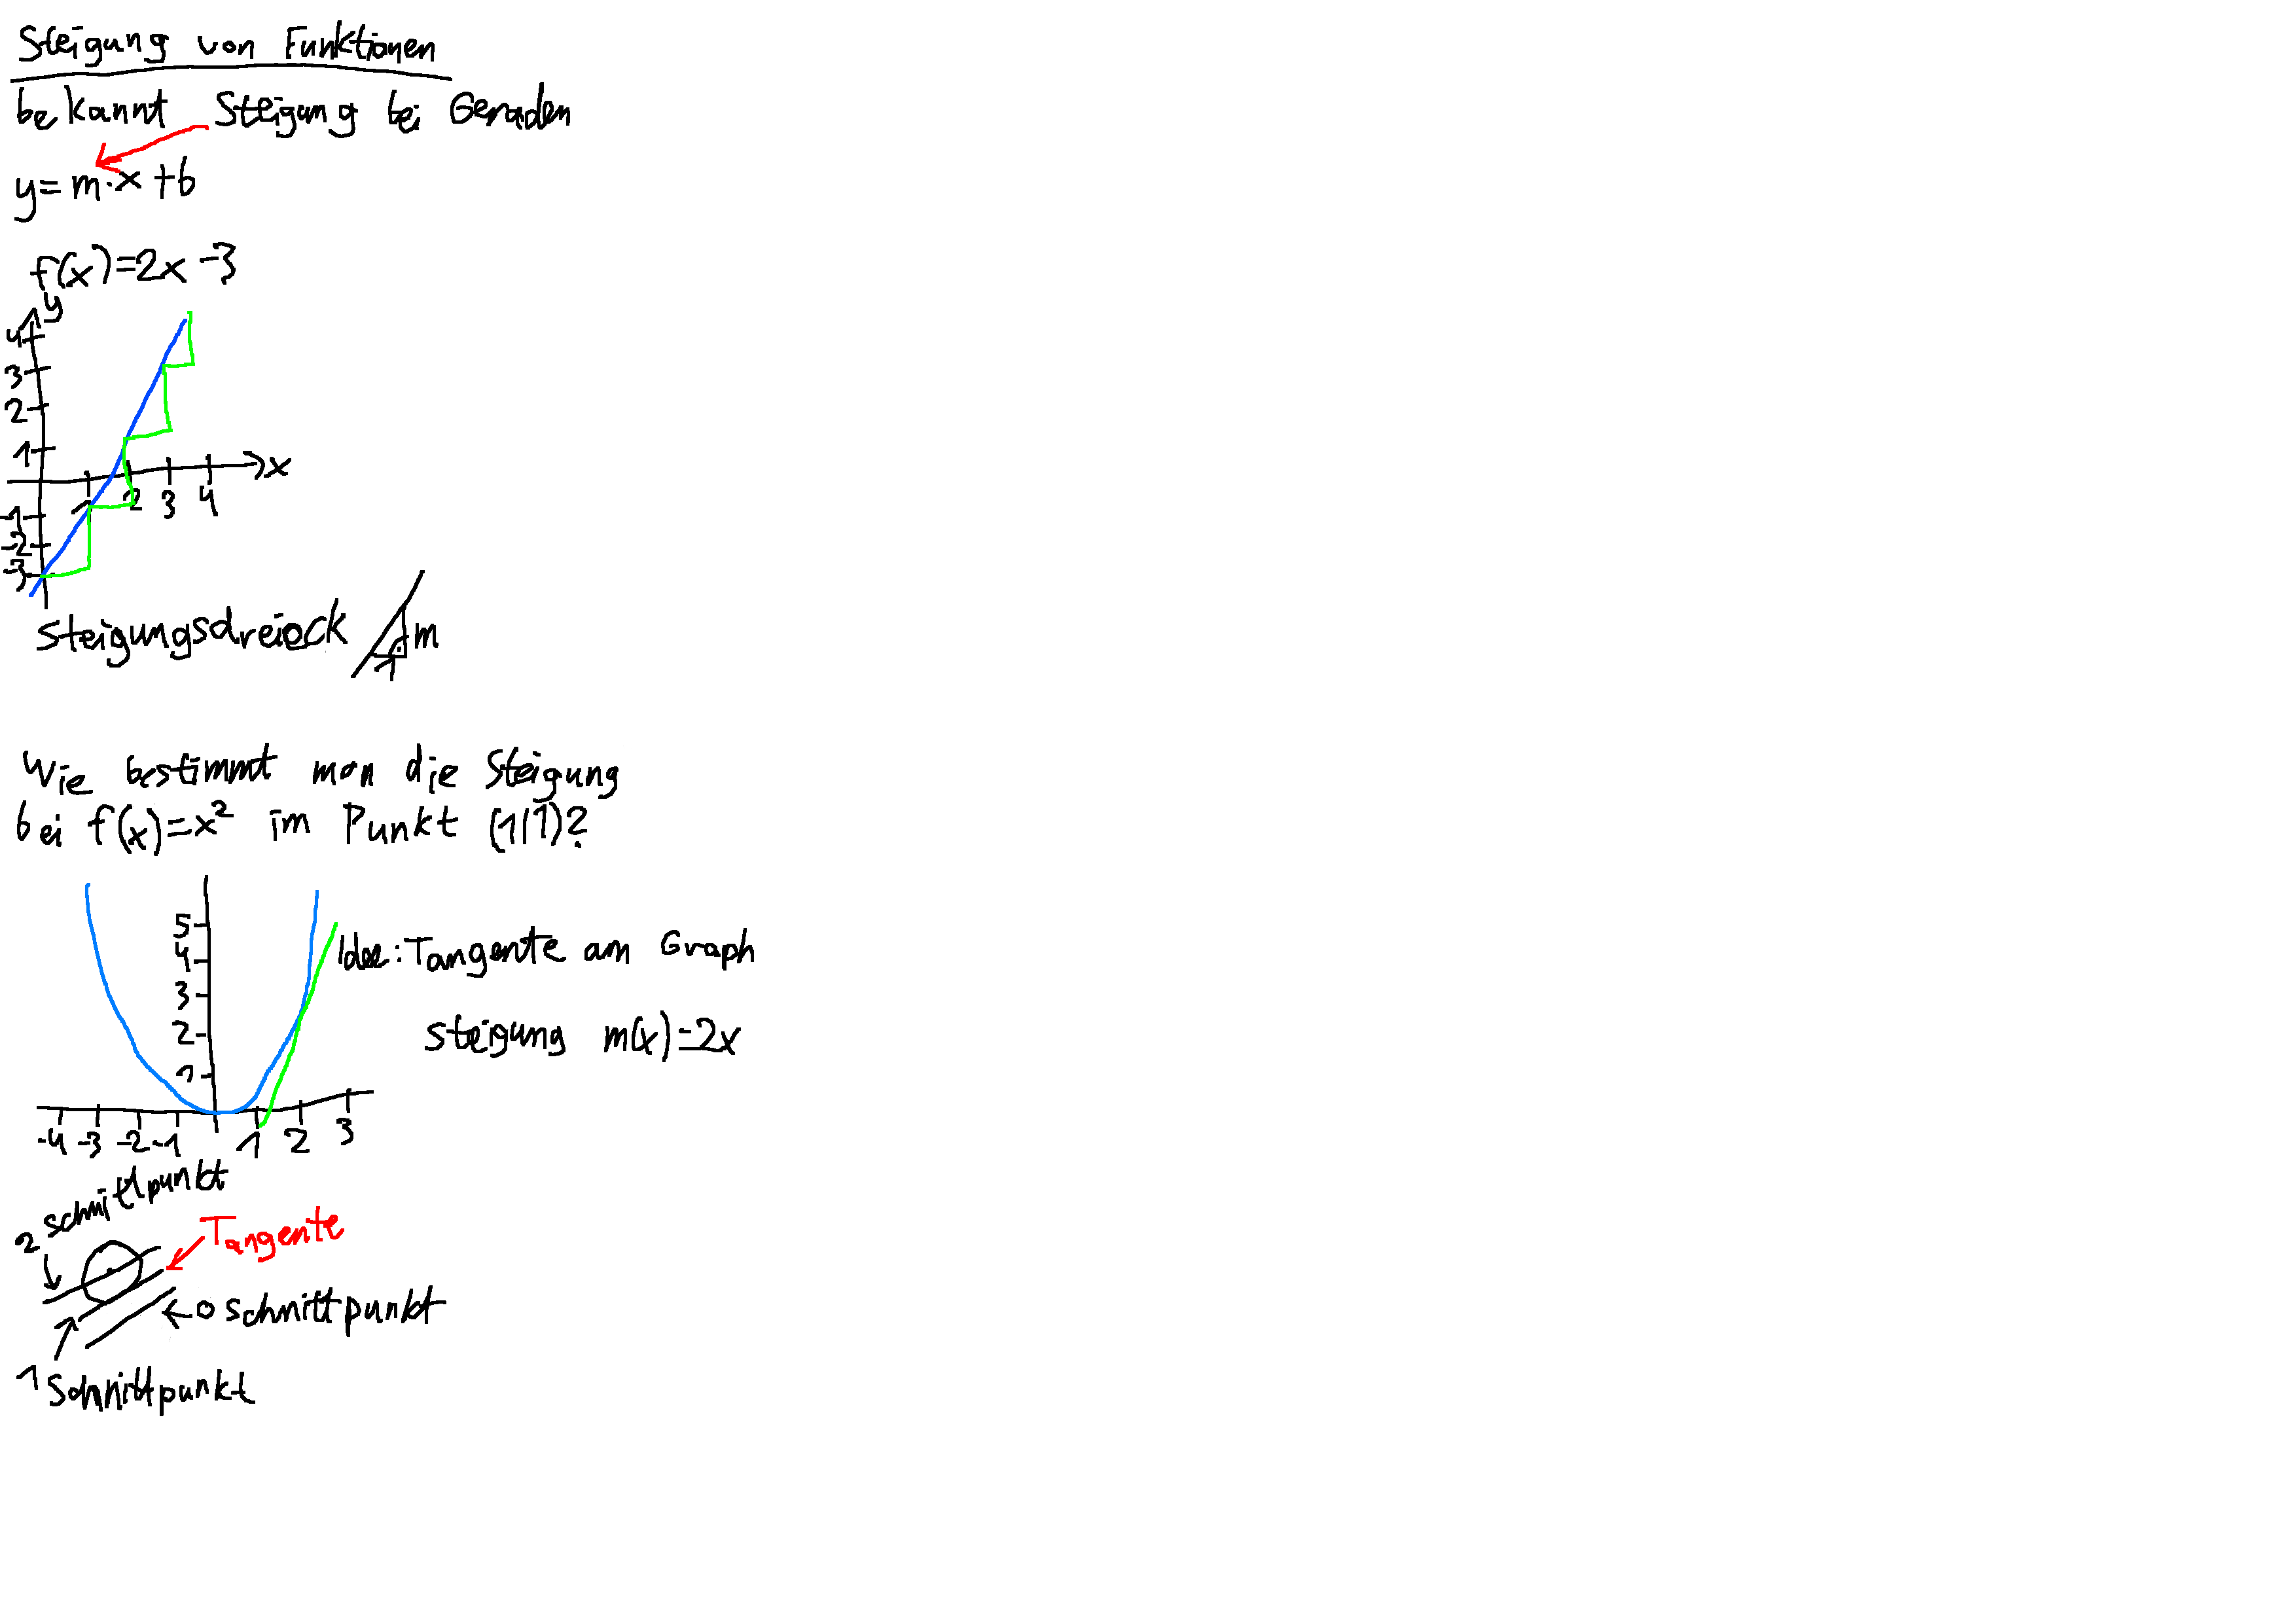 Steigung von Funktionen
bekannt Steigung bei Geraden
y=m·x+b
f(x)=2x-3
y
4
3
2
1
x
1 2 3 4
-1
-2
-3
Steigungsdreieck
m
1
Wie bestimmt man die Steigung
bei f(x)=x² im Punkt (1|1)?
5
4
3
2
1
-4 -3 -2 -1 1 2 3
Idee: Tangente am Graph
Steigung m(x)=2x
2 Schnittpunkt
Tangente
0 Schnittpunkt
1 Schnittpunkt